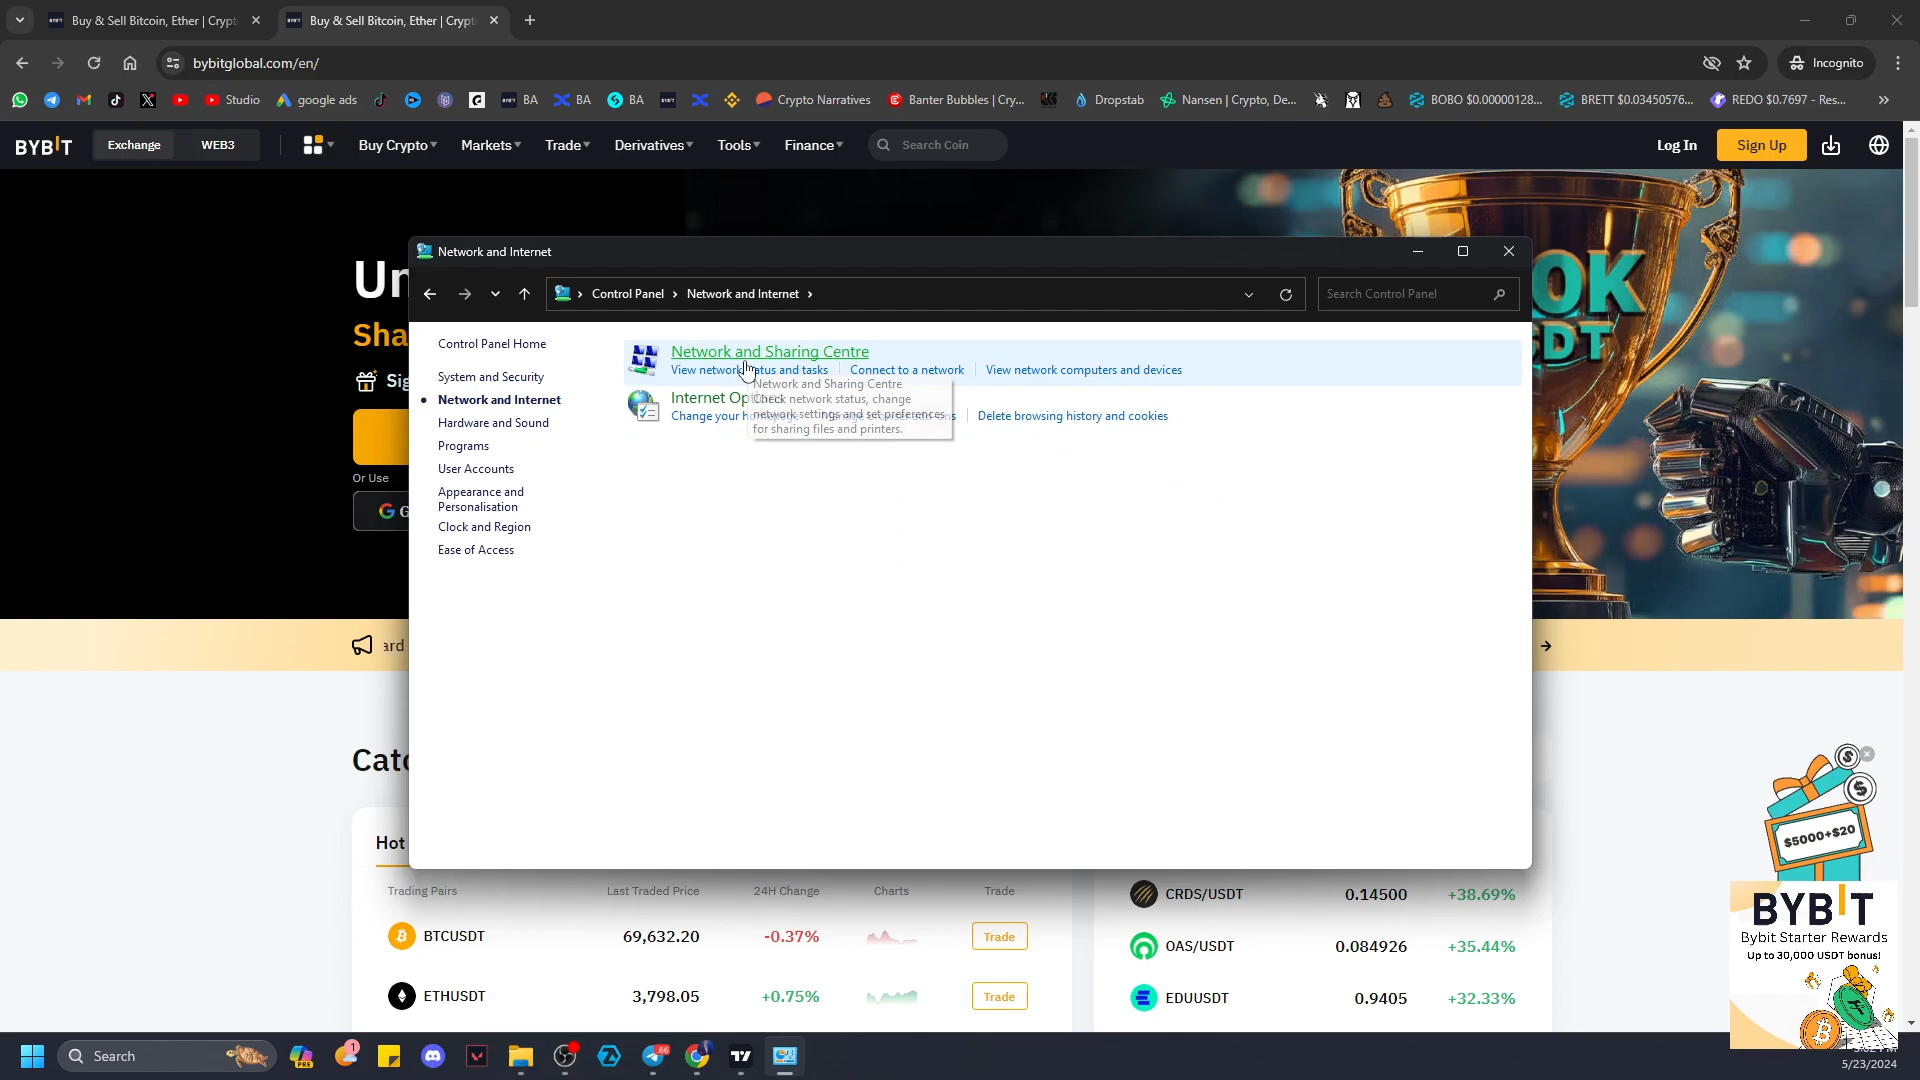 Buy & Sell Bitcoin, Ether | Crypt
Buy & Sell Bitcoin, Ether | Crypt
bybitglobal.com/en/
Incognito
Studio
google ads
BA
BA
BA
Crypto Narratives
Banter Bubbles | Cry...
Dropstab
Nansen | Crypto, De...
BOBO $0.00000128...
BRETT $0.03450576...
REDO $0.7697 - Res...
BYBIT
Exchange
WEB3
Buy Crypto
Markets
Trade
Derivatives
Tools
Finance
Search Coin
Log In
Sign Up
Un
Sha
Sig
Or Use
G
0K
DT
Network and Internet
Control Panel
Network and Internet
Search Control Panel
Control Panel Home
System and Security
Network and Internet
Hardware and Sound
Programs
User Accounts
Appearance and
Personalisation
Clock and Region
Ease of Access
Network and Sharing Centre
View network status and tasks
Connect to a network
View network computers and devices
Internet Op
Change your
Delete browsing history and cookies
Network and Sharing Centre
Check network status, change
network settings and set preferences
for sharing files and printers.
ard
Catc
Hot
Trading Pairs
Last Traded Price
24H Change
Charts
Trade
BTCUSDT
69,632.20
-0.37%
Trade
ETHUSDT
3,798.05
+0.75%
Trade
CRDS/USDT
0.14500
+38.69%
OAS/USDT
0.084926
+35.44%
EDUUSDT
0.9405
+32.33%
$5000+$20
BYBIT
Bybit Starter Rewards
Up to 30,000 USDT bonus!
Search
PRE
1
66
5/23/2024